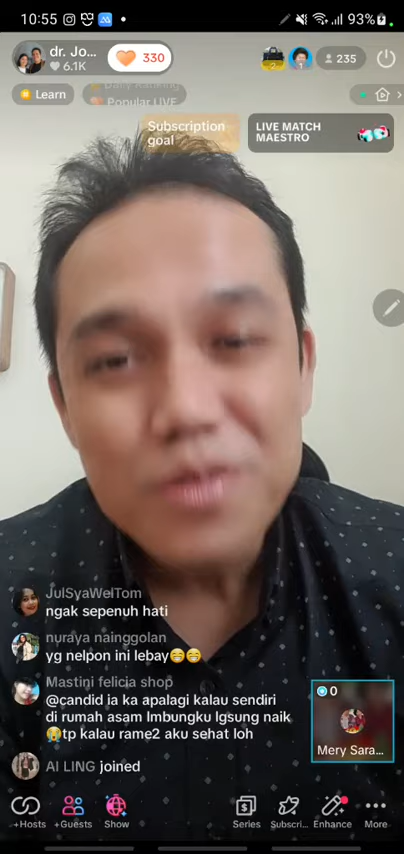 10:55
93%
dr. Jo...
6.1K
330
235
Learn
Popular LIVE
Subscription
goal
LIVE MATCH
MAESTRO
JulSyaWelTom
ngak sepenuh hati
nyraya nainggolan
yg nelpon ini lebay😁😁
Mastini felicia shop
@candid ia ka apalagi kalau sendiri
di rumah asam lmbungku lgsung naik
😭tp kalau rame2 aku sehat loh
AI LING joined
0
Mery Sara...
+Hosts
+Guests
Show
Series
Subscri...
Enhance
More